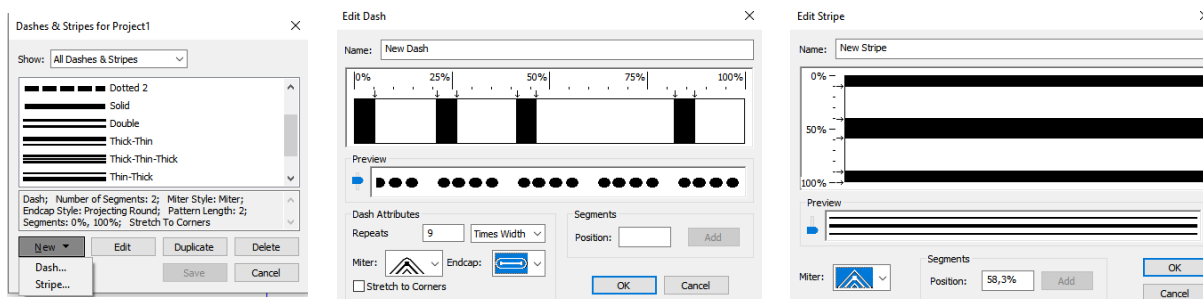 Dashes & Stripes for Project1
Show: All Dashes & Stripes
Dotted 2
Solid
Double
Thick-Thin
Thick-Thin-Thick
Thin-Thick
Dash; Number of Segments: 2; Miter Style: Miter;
Endcap Style: Projecting Round; Pattern Length: 2;
Segments: 0%, 100%; Stretch To Corners
New Edit Duplicate Delete
Dash...
Stripe...
Save Cancel
Edit Dash
Name: New Dash
0% 25% 50% 75% 100%
Preview
Dash Attributes
Repeats 9 Times Width
Miter: Endcap:
Stretch to Corners
Segments
Position: Add
OK Cancel
Edit Stripe
Name: New Stripe
0%
50%
100%
Preview
Miter:
Segments
Position: 58,3% Add
OK
Cancel